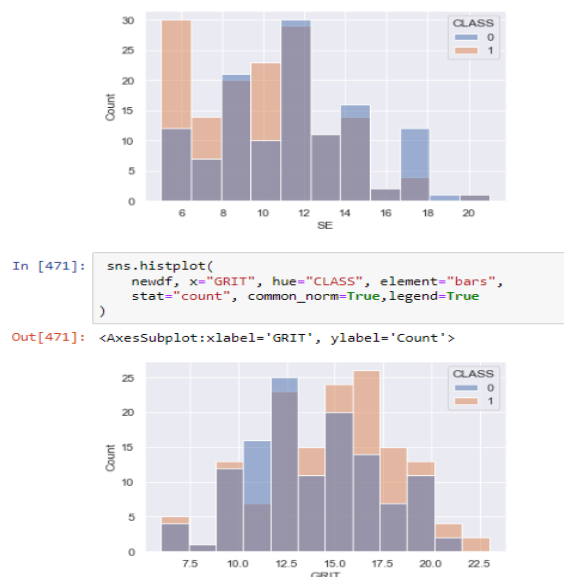 CLASS
0
1
30
25
20
15
10
5
0
Count
6 8 10 12 14 16 18 20
SE
In [471]: sns.histplot(
newdf, x="GRIT", hue="CLASS", element="bars",
stat="count", common_norm=True,legend=True
)
Out[471]: <AxesSubplot:xlabel='GRIT', ylabel='Count'>
CLASS
0
1
25
20
15
10
5
0
Count
7.5 10.0 12.5 15.0 17.5 20.0 22.5
GRIT